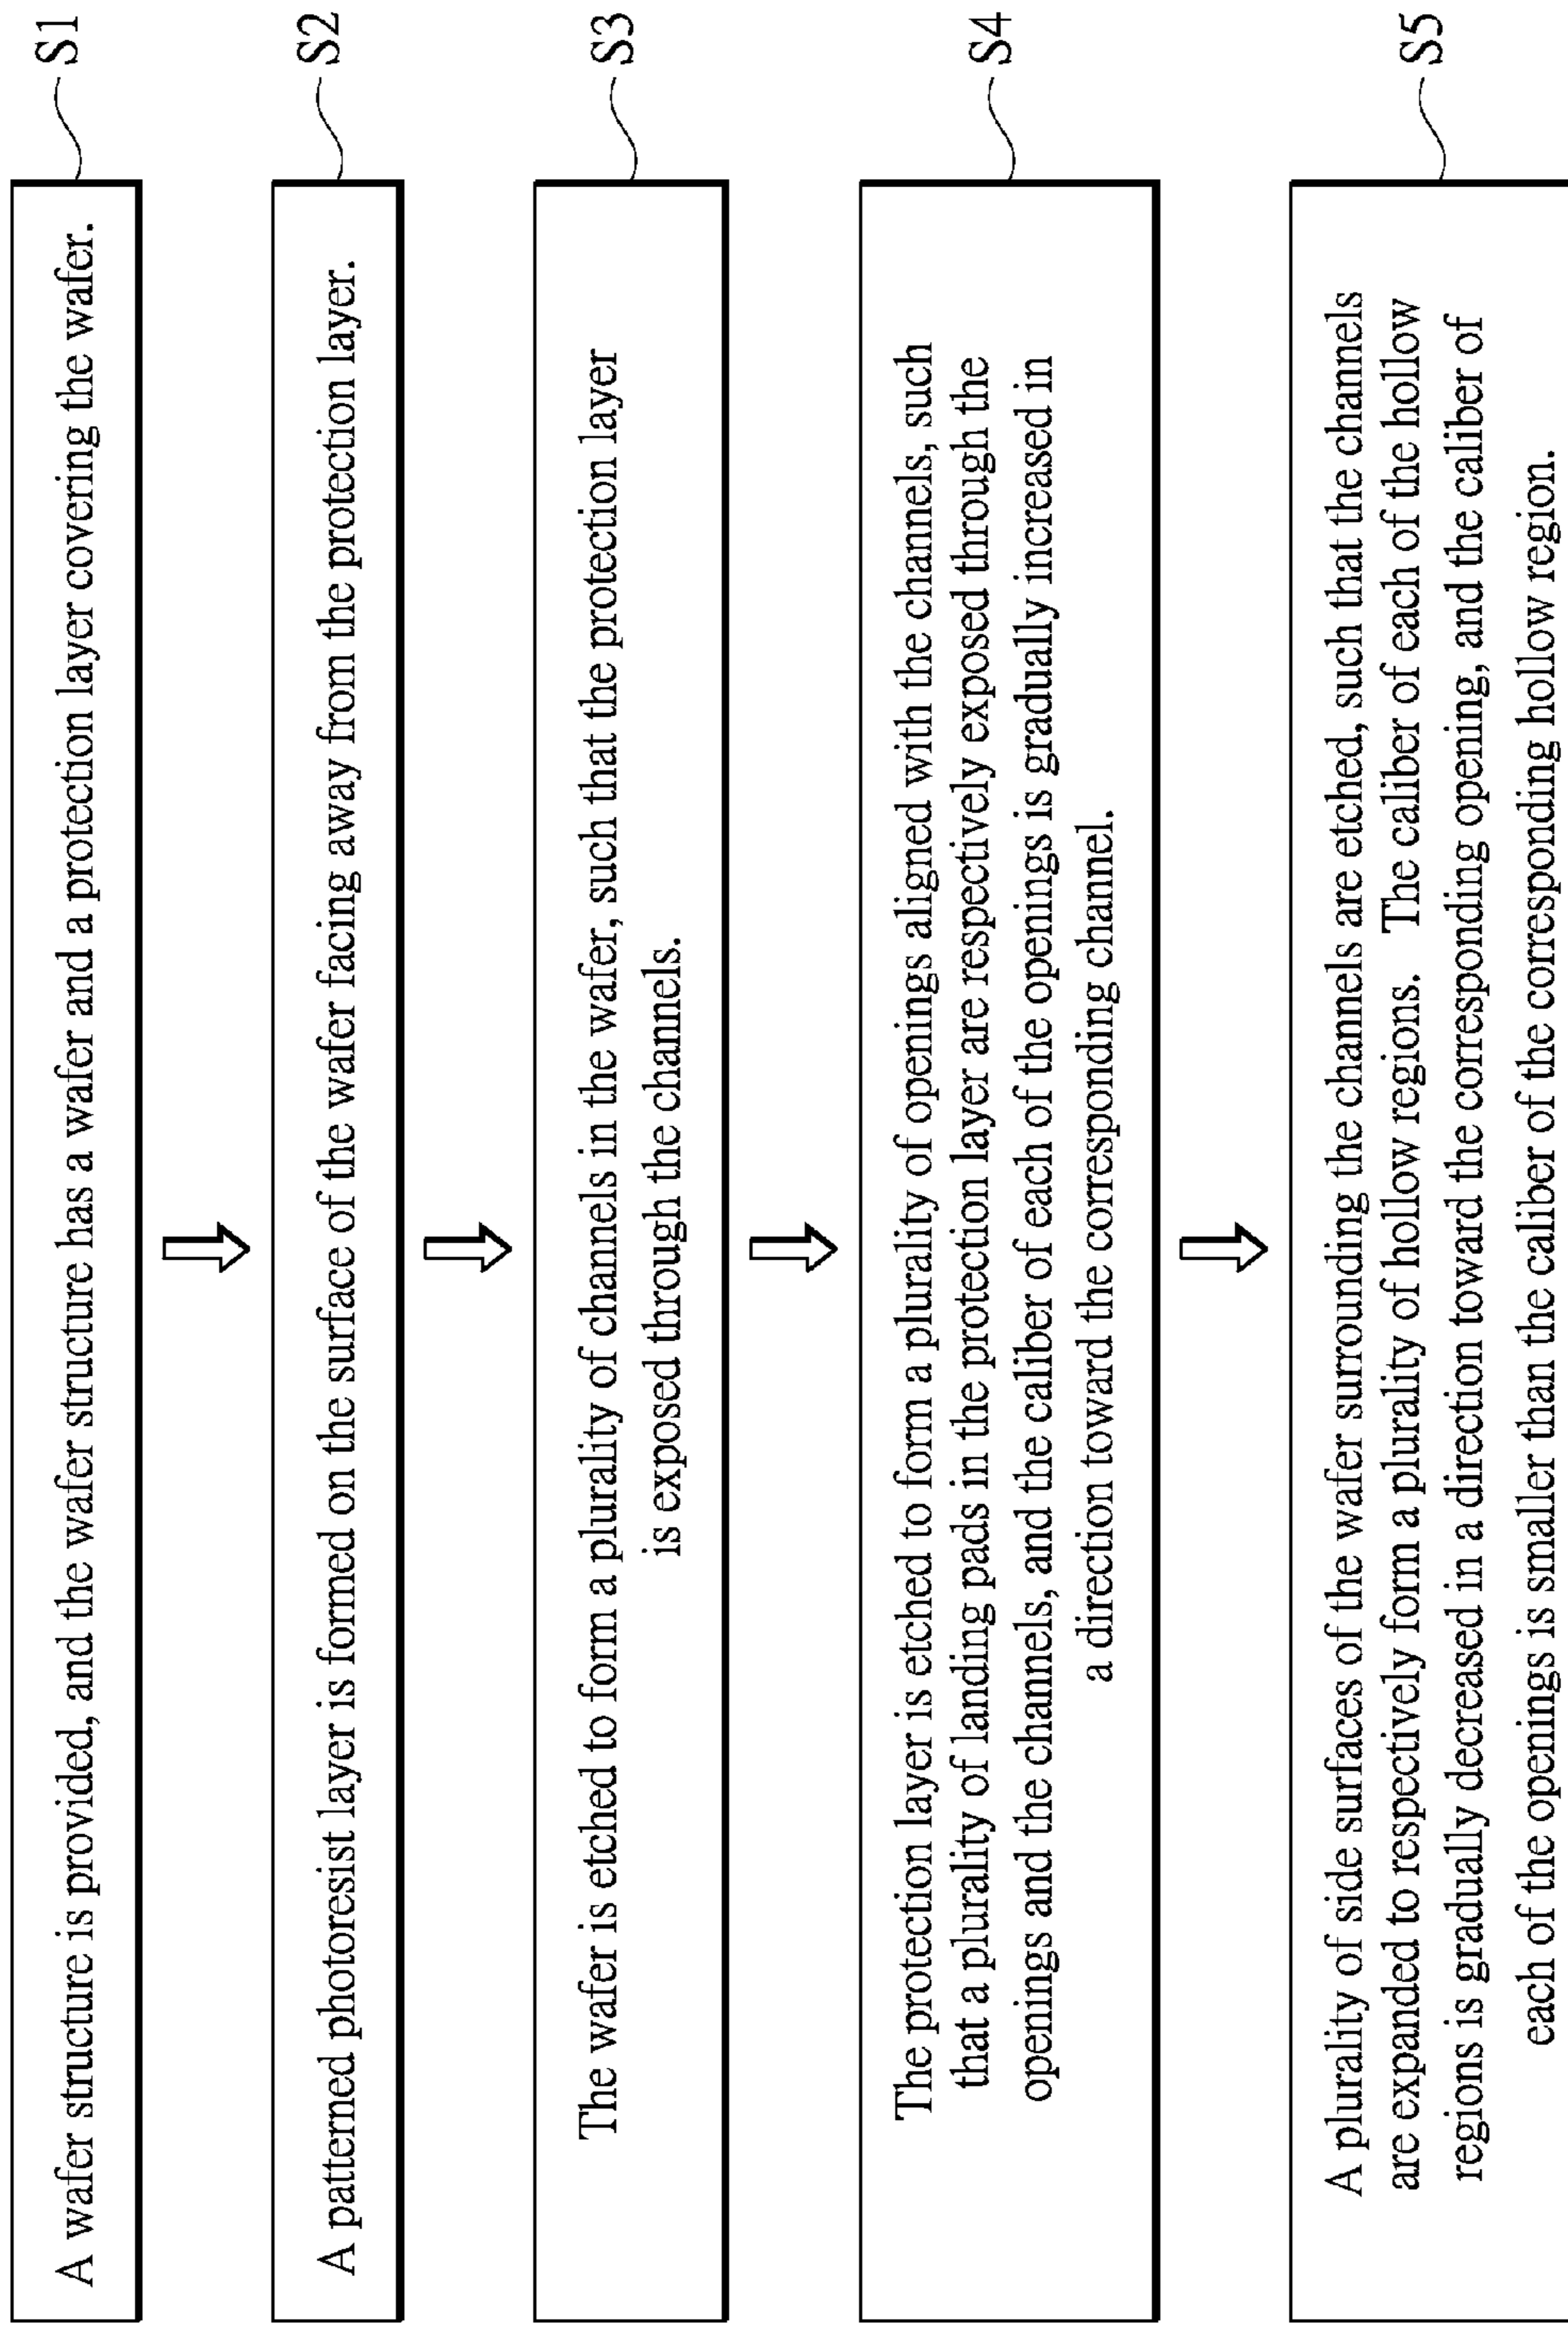 A wafer structure is provided, and the wafer structure has a wafer and a protection layer covering the wafer.
S1
A patterned photoresist layer is formed on the surface of the wafer facing away from the protection layer.
S2
The wafer is etched to form a plurality of channels in the wafer, such that the protection layer
is exposed through the channels.
S3
The protection layer is etched to form a plurality of openings aligned with the channels, such
that a plurality of landing pads in the protection layer are respectively exposed through the
openings and the channels, and the caliber of each of the openings is gradually increased in
a direction toward the corresponding channel.
S4
A plurality of side surfaces of the wafer surrounding the channels are etched, such that the channels
are expanded to respectively form a plurality of hollow regions. The caliber of each of the hollow
regions is gradually decreased in a direction toward the corresponding opening, and the caliber of
each of the openings is smaller than the caliber of the corresponding hollow region.
S5